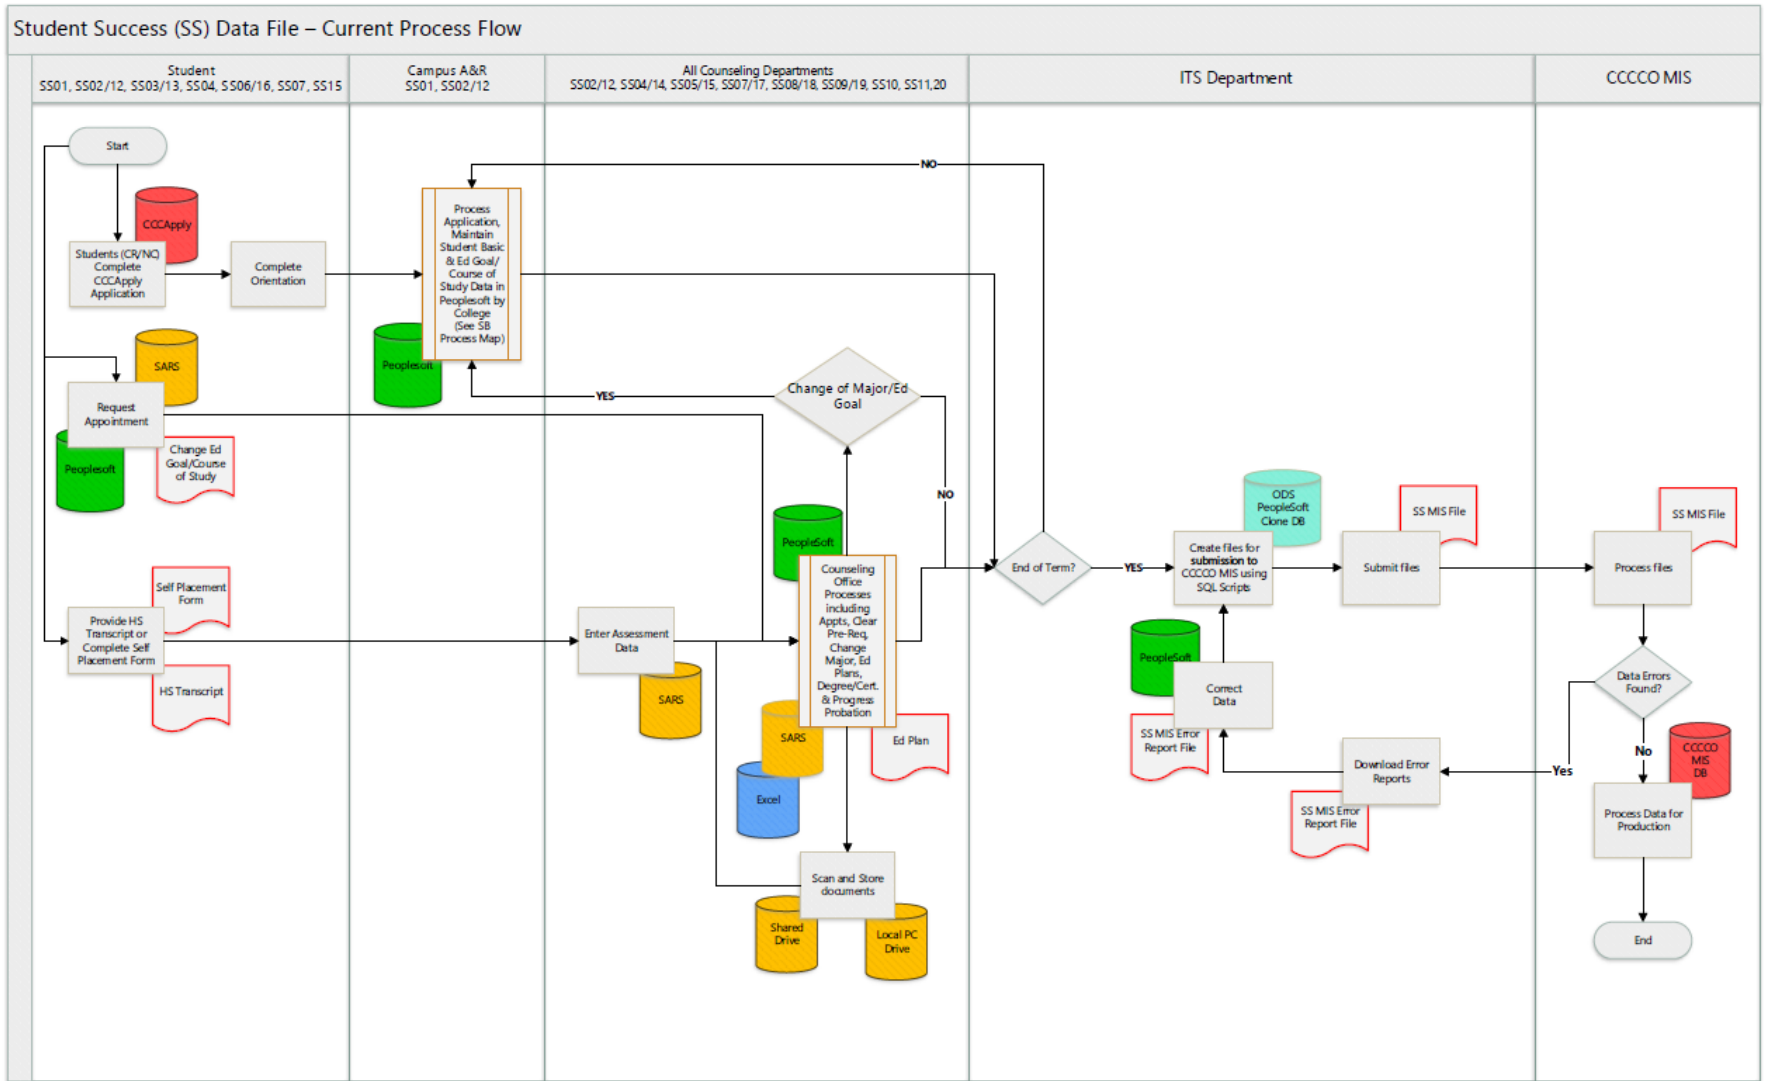 Student Success (SS) Data File – Current Process Flow
Student
SS01, SS02/12, SS03/13, SS04, SS06/16, SS07, SS15
Campus A&R
SS01, SS02/12
All Counseling Departments
SS02/12, SS04/14, SS05/15, SS07/17, SS08/18, SS09/19, SS10, SS11,20
ITS Department
CCCCO MIS
Start
CCCApply
Students (CR/NC)
Complete
CCCApply
Application
Complete
Orientation
SARS
Request
Appointment
Peoplesoft
Change Ed
Goal/Course
of Study
Self Placement
Form
Provide HS
Transcript or
Complete Self
Placement Form
HS Transcript
Process
Application,
Maintain
Student Basic
& Ed Goal/
Course of
Study Data in
Peoplesoft by
College
(See SB
Process Map)
Peoplesoft
NO
YES
Change of Major/Ed
Goal
NO
PeopleSoft
Enter Assessment
Data
SARS
Counseling
Office
Processes
including
Appts, Clear
Pre-Req,
Change
Major, Ed
Plans,
Degree/Cert.
& Progress
Probation
SARS
Excel
Ed Plan
Scan and Store
documents
Shared
Drive
Local PC
Drive
End of Term?
YES
ODS
PeopleSoft
Clone DB
Create files for
submission to
CCCCO MIS using
SQL Scripts
SS MIS File
Submit files
PeopleSoft
Correct
Data
SS MIS Error
Report File
Download Error
Reports
SS MIS Error
Report File
SS MIS File
Process files
Data Errors
Found?
Yes
No
CCCCO
MIS
DB
Process Data for
Production
End